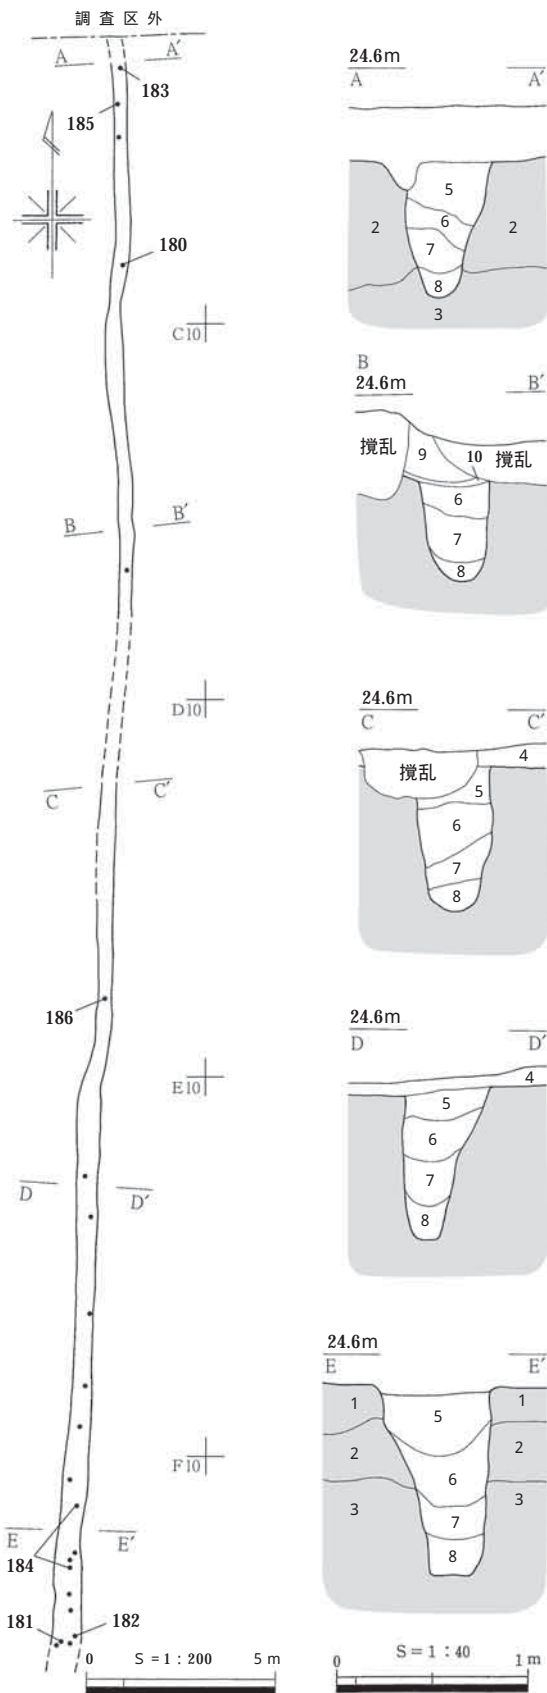 調査区外
A A′
183
185
180
C10
B B′
D10
C C′
186
E10
D D′
F10
E E′
184
181 182
0 S=1:200 5m
24.6m
A A′
5
6
2 7 2
8
3
B
24.6m B′
撹乱 9 10 撹乱
6
7
8
24.6m
C C′
4
撹乱 5
6
7
8
24.6m
D D′
4
5
6
7
8
24.6m
E E′
1 5 1
2 6 2
3 7 3
8
0 S=1:40 1m